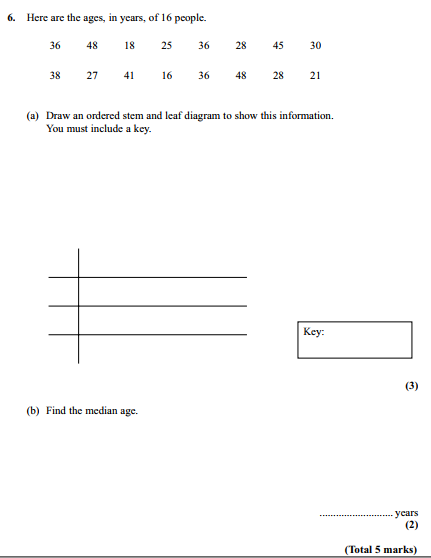 6. Here are the ages, in years, of 16 people.
36 48 18 25 36 28 45 30
38 27 41 16 36 48 28 21
(a) Draw an ordered stem and leaf diagram to show this information.
You must include a key.
Key:
(3)
(b) Find the median age.
.......................... years
(2)
(Total 5 marks)